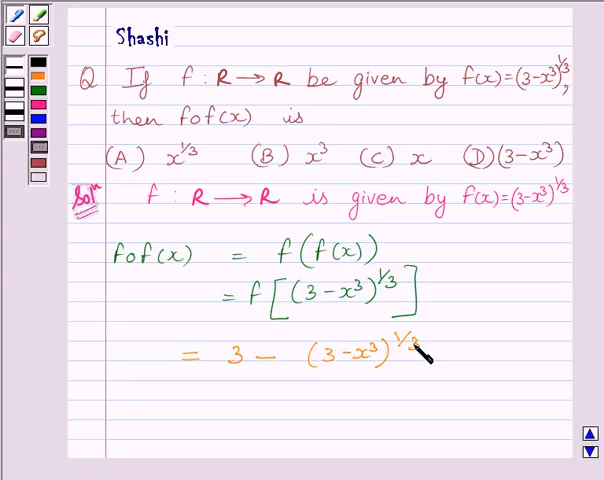 Shashi
Q If f : R → R be given by f(x) = (3-x³)^1/3,
then fof(x) is
(A) x^1/3 (B) x³ (C) x (D) (3-x³)
Solⁿ f : R → R is given by f(x) = (3-x³)^1/3
fof(x) = f(f(x))
= f[(3-x³)^1/3]
= 3 - (3-x³)^1/3